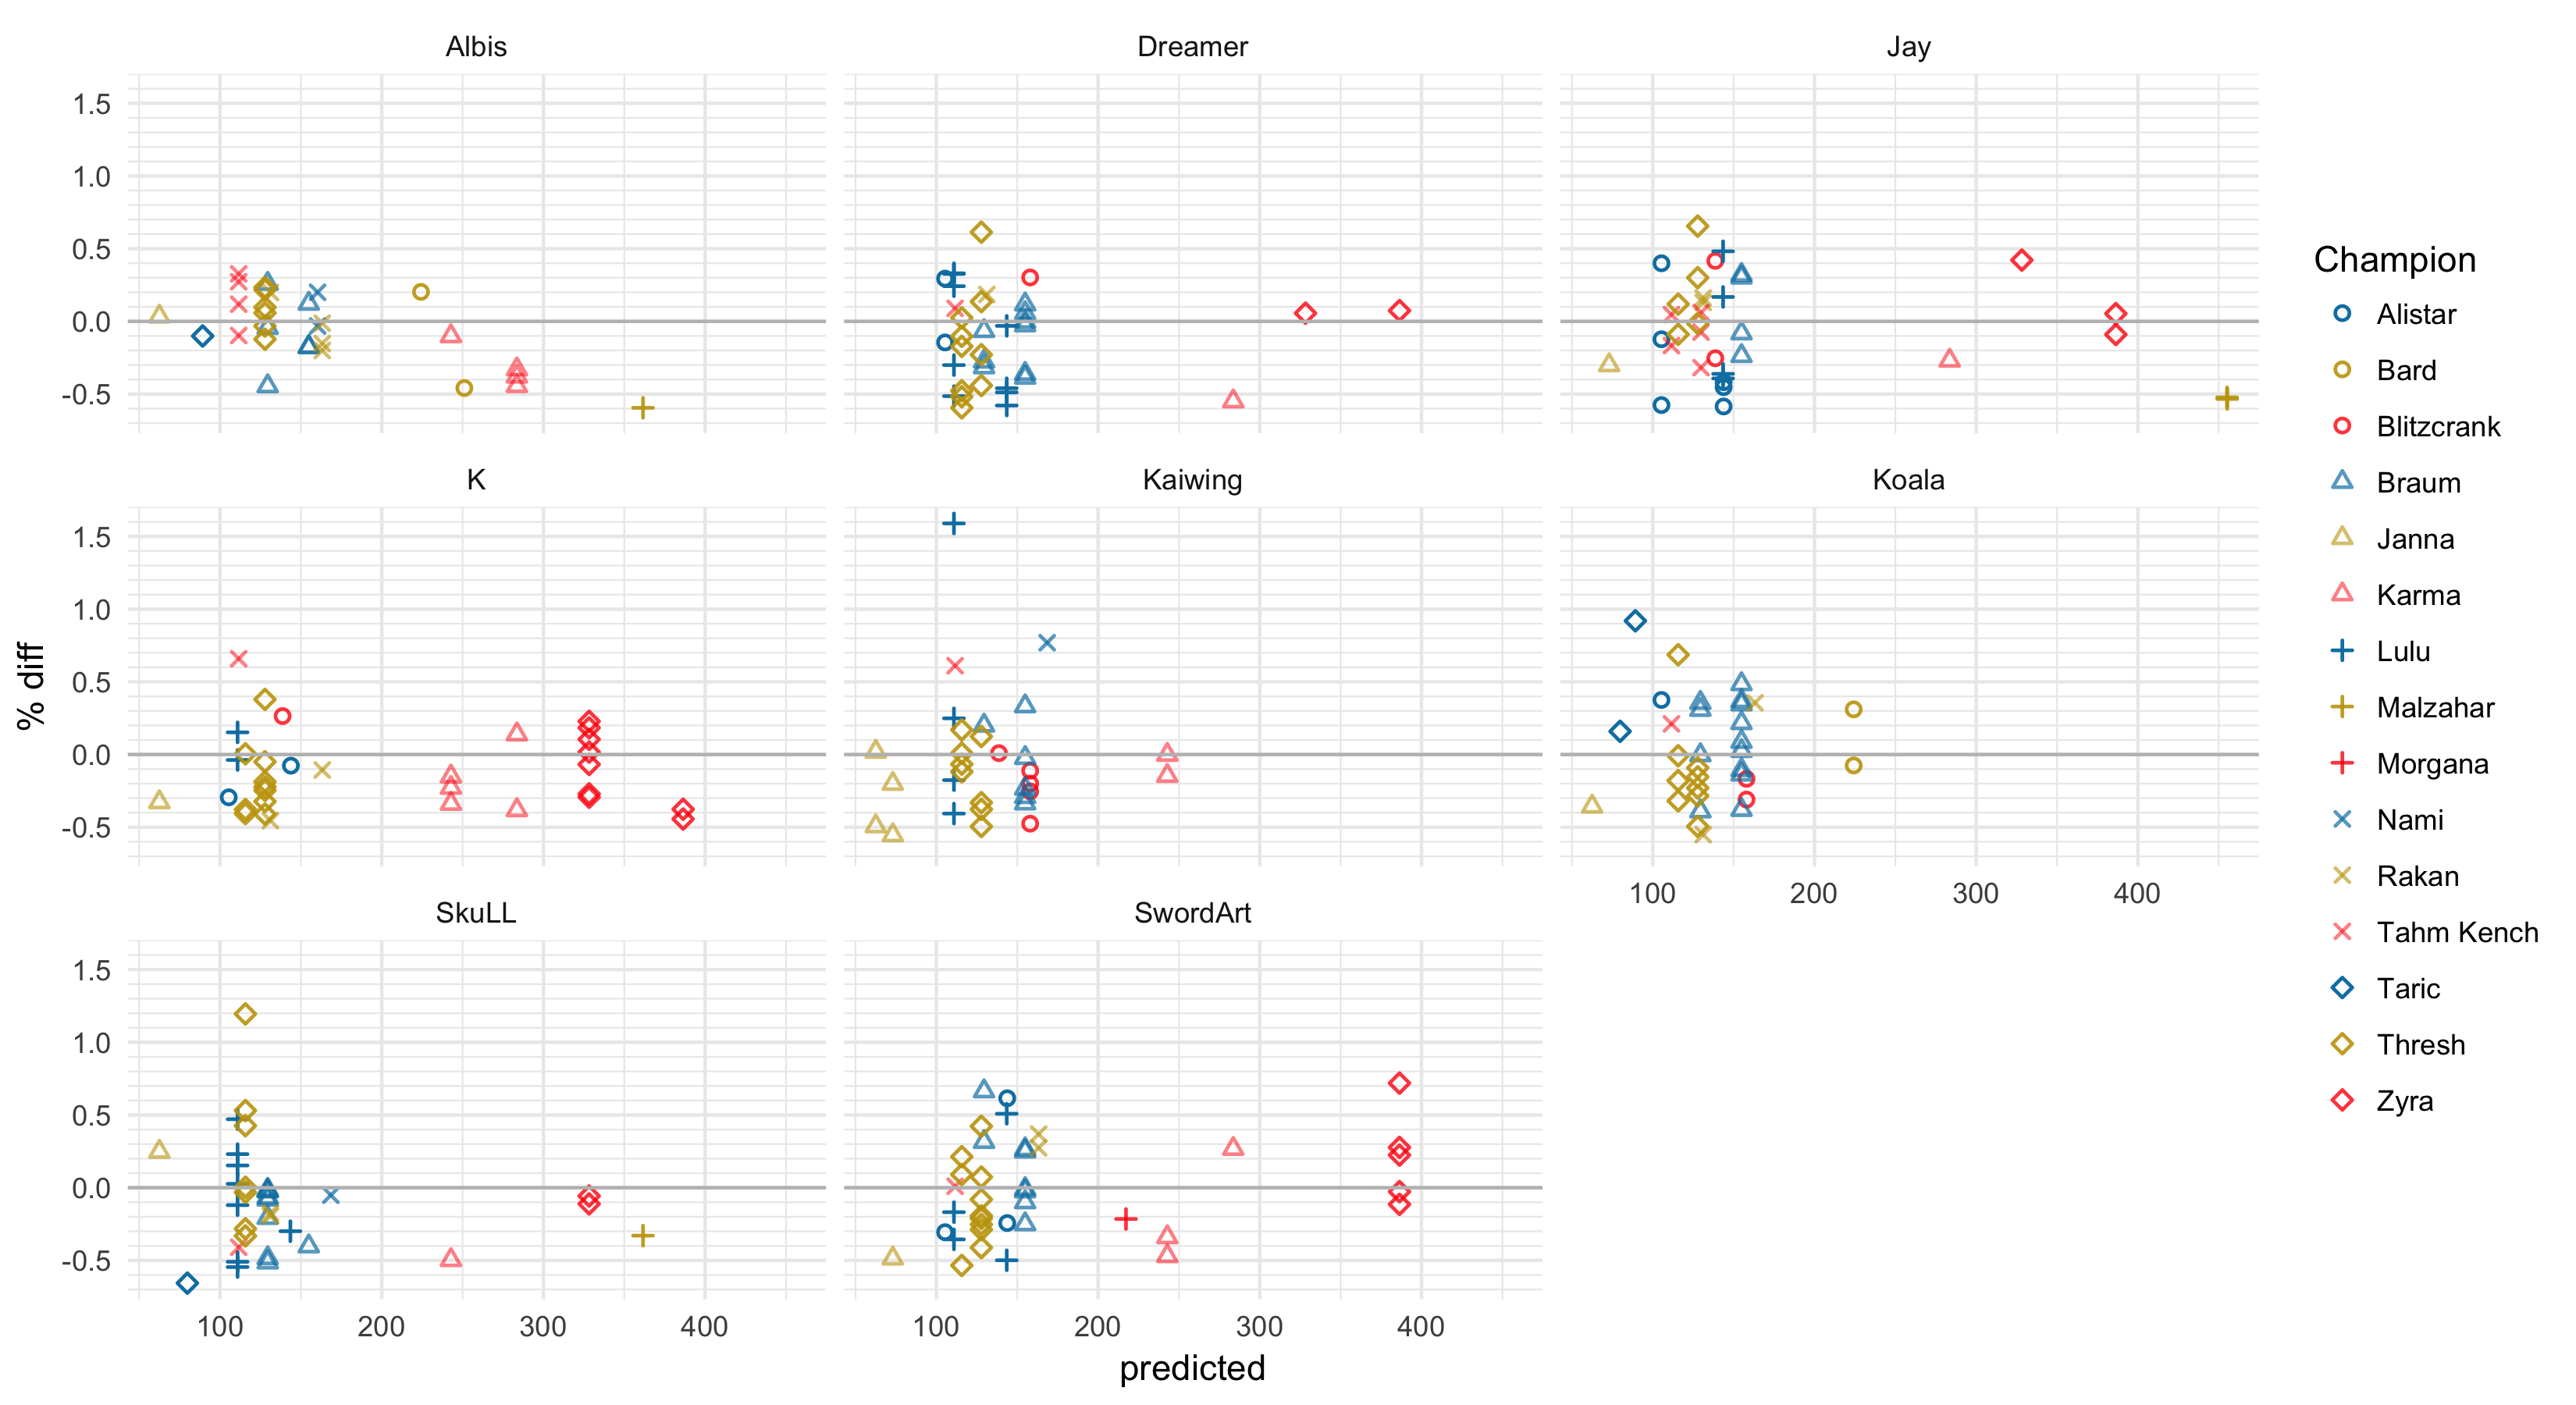 Albis
Dreamer
Jay
1.5
1.0
0.5
0.0
-0.5
K
Kaiwing
Koala
1.5
1.0
0.5
0.0
-0.5
100 200 300 400
SkuLL
SwordArt
1.5
1.0
0.5
0.0
-0.5
100 200 300 400
100 200 300 400
predicted
% diff
Champion
Alistar
Bard
Blitzcrank
Braum
Janna
Karma
Lulu
Malzahar
Morgana
Nami
Rakan
Tahm Kench
Taric
Thresh
Zyra